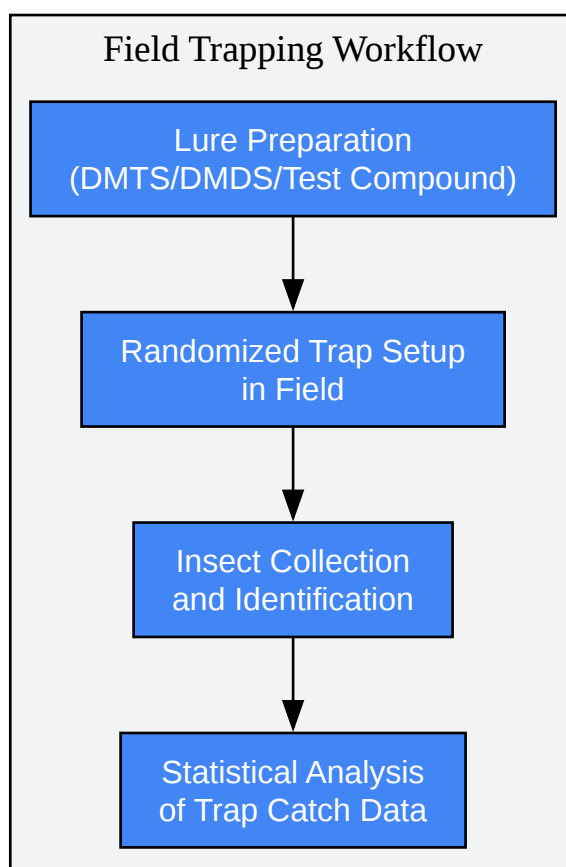 Field Trapping Workflow
Lure Preparation
(DMTS/DMDS/Test Compound)
Randomized Trap Setup
in Field
Insect Collection
and Identification
Statistical Analysis
of Trap Catch Data